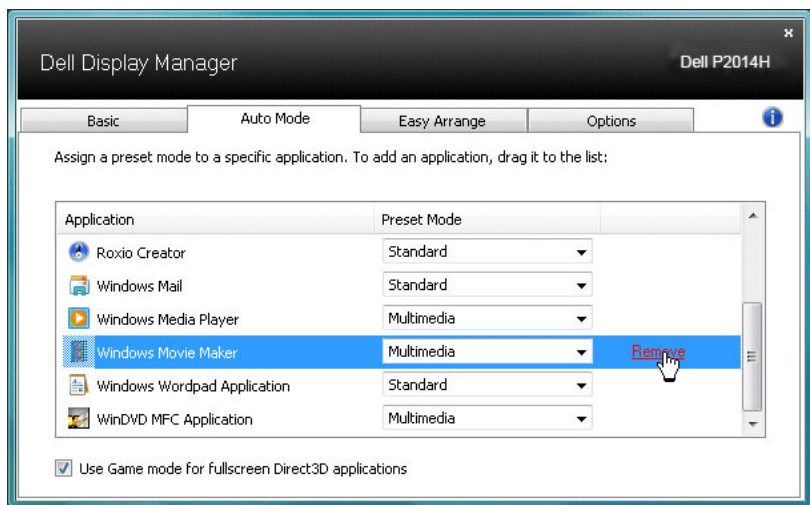 x
Dell Display Manager
Dell P2014H
Basic Auto Mode Easy Arrange Options
Assign a preset mode to a specific application. To add an application, drag it to the list:
Application Preset Mode
Roxio Creator Standard
Windows Mail Standard
Windows Media Player Multimedia
Windows Movie Maker Multimedia Remove
Windows Wordpad Application Standard
WinDVD MFC Application Multimedia
Use Game mode for fullscreen Direct3D applications